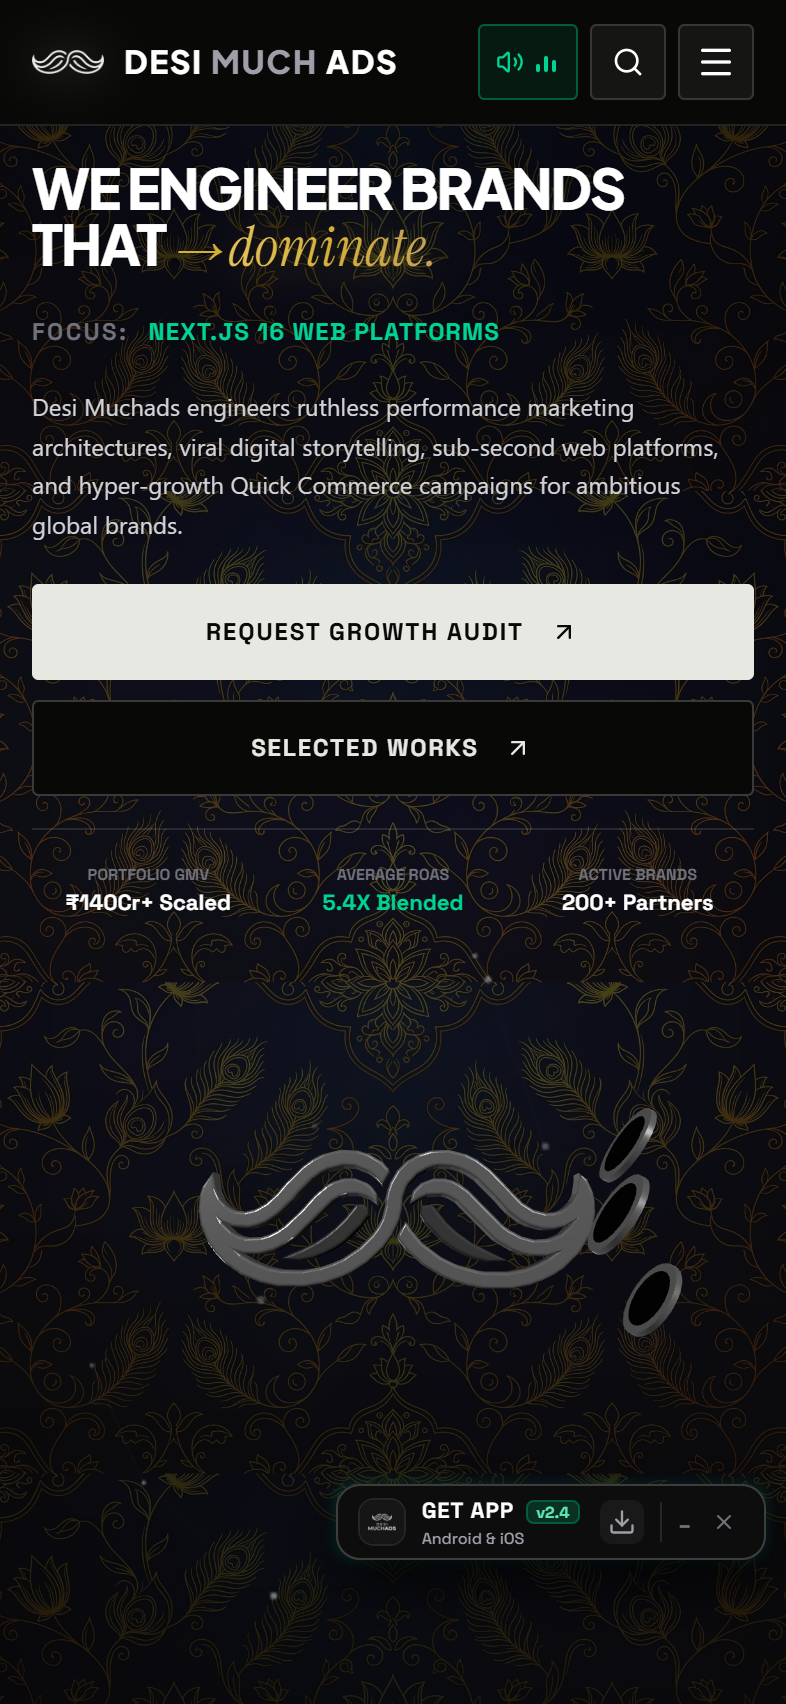 DESI MUCH ADS
WE ENGINEER BRANDS
THAT → dominate.
FOCUS: NEXT.JS 16 WEB PLATFORMS
Desi Muchads engineers ruthless performance marketing
architectures, viral digital storytelling, sub-second web platforms,
and hyper-growth Quick Commerce campaigns for ambitious
global brands.
REQUEST GROWTH AUDIT
SELECTED WORKS
PORTFOLIO GMV
₹140Cr+ Scaled
AVERAGE ROAS
5.4X Blended
ACTIVE BRANDS
200+ Partners
DESI
MUCHADS
GET APP v2.4
Android & iOS